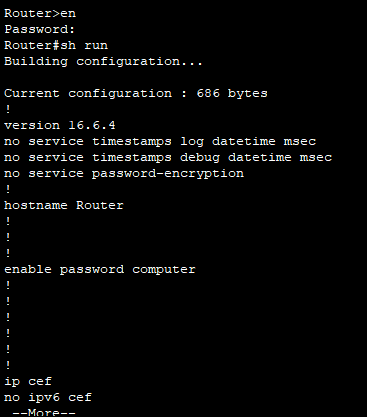 Router>en
Password:
Router#sh run
Building configuration...
Current configuration : 686 bytes
!
version 16.6.4
no service timestamps log datetime msec
no service timestamps debug datetime msec
no service password-encryption
!
hostname Router
!
!
!
enable password computer
!
!
!
!
!
!
ip cef
no ipv6 cef
--More--